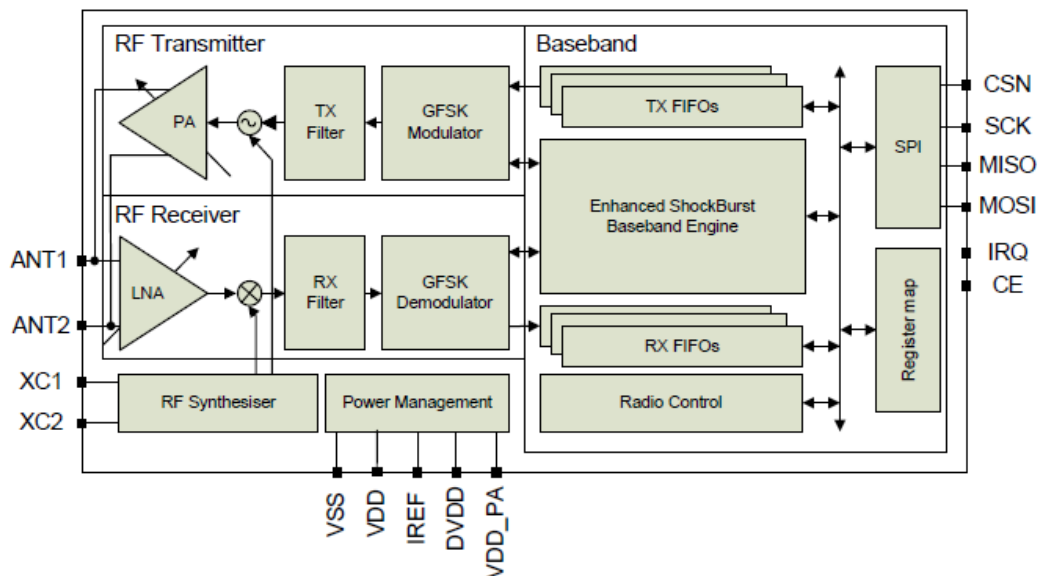 RF Transmitter
Baseband
PA
TX
Filter
GFSK
Modulator
TX FIFOs
SPI
CSN
SCK
MISO
MOSI
Enhanced ShockBurst
Baseband Engine
RF Receiver
ANT1
ANT2
LNA
RX
Filter
GFSK
Demodulator
RX FIFOs
Register map
IRQ
CE
XC1
XC2
RF Synthesiser
Power Management
Radio Control
VSS
VDD
IREF
DVDD
VDD_PA